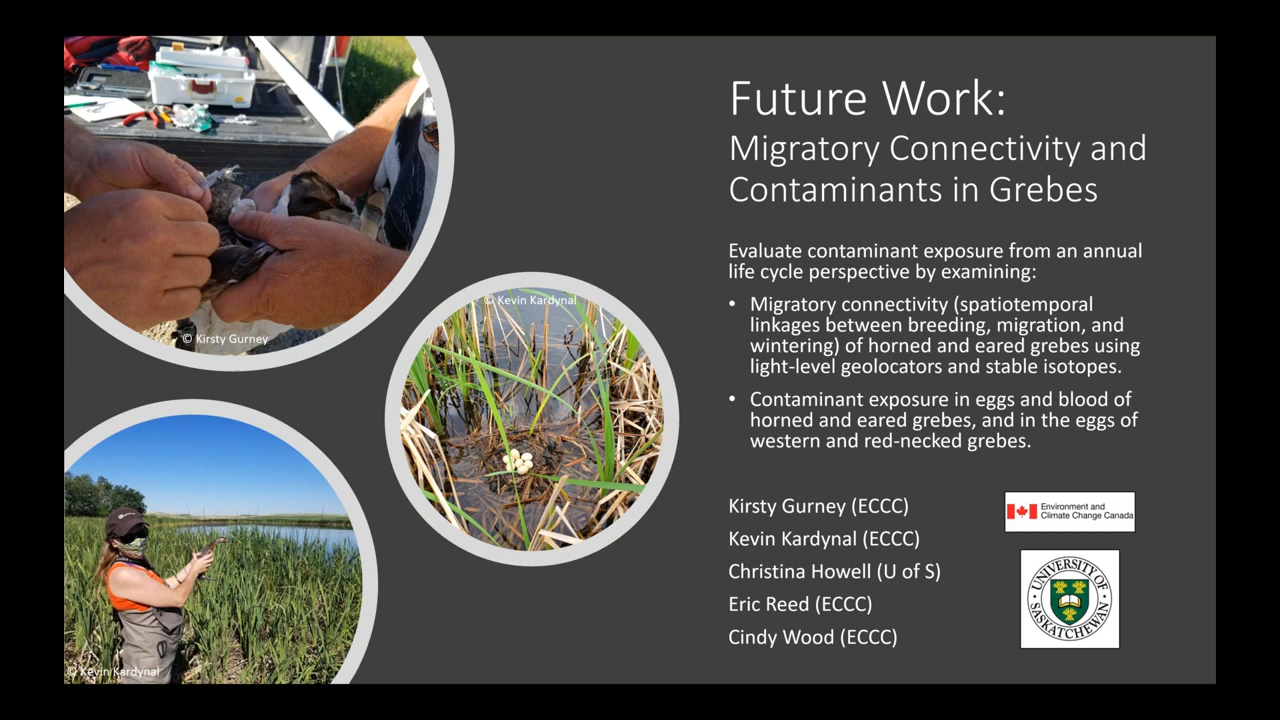 Future Work:
Migratory Connectivity and
Contaminants in Grebes
Evaluate contaminant exposure from an annual
life cycle perspective by examining:
• Migratory connectivity (spatiotemporal
linkages between breeding, migration, and
wintering) of horned and eared grebes using
light-level geolocators and stable isotopes.
• Contaminant exposure in eggs and blood of
horned and eared grebes, and in the eggs of
western and red-necked grebes.
Kirsty Gurney (ECCC)
Kevin Kardynal (ECCC)
Christina Howell (U of S)
Eric Reed (ECCC)
Cindy Wood (ECCC)
Environment and
Climate Change Canada
UNIVERSITY OF
SASKATCHEWAN
© Kirsty Gurney
© Kevin Kardynal
© Kevin Kardynal